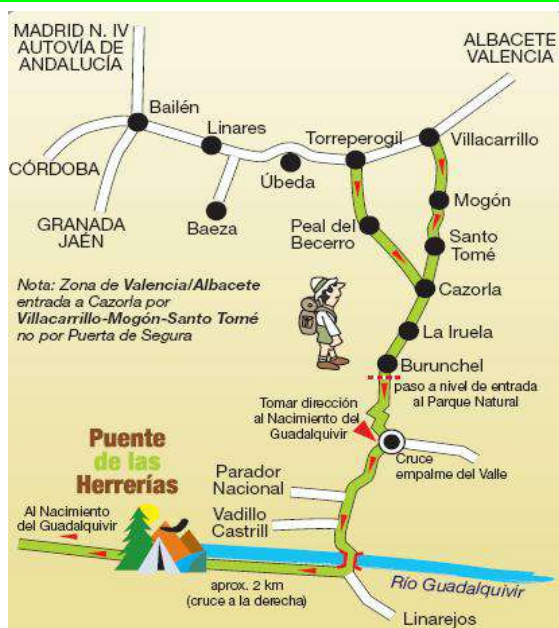 MADRID N. IV
AUTOVÍA DE
ANDALUCÍA
ALBACETE
VALENCIA
Bailén
Linares
Torreperogil
Villacarrillo
CÓRDOBA
Úbeda
Mogón
GRANADA
JAÉN
Baeza
Peal del
Becerro
Santo
Tomé
Nota: Zona de Valencia/Albacete
entrada a Cazorla por
Villacarrillo-Mogón-Santo Tomé
no por Puerta de Segura
Cazorla
La Iruela
Burunchel
paso a nivel de entrada
al Parque Natural
Tomar dirección
al Nacimiento del
Guadalquivir
Cruce
empalme del Valle
Puente
de las
Herrerías
Parador
Nacional
Al Nacimiento
del Guadalquivir
Vadillo
Castrill
aprox. 2 km
(cruce a la derecha)
Río Guadalquivir
Linarejos